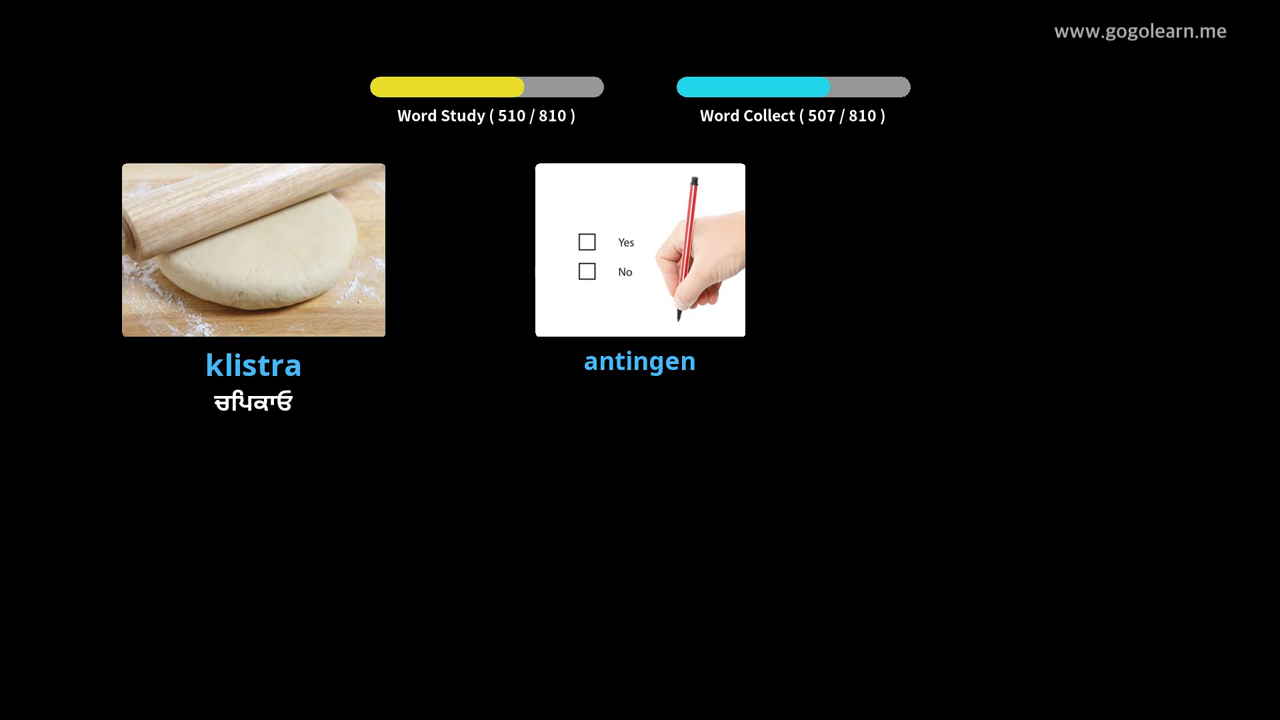 www.gogolearn.me
Word Study ( 510 / 810 )
Word Collect ( 507 / 810 )
Yes
No
klistra
ਚਪਿਕਾਓ
antingen